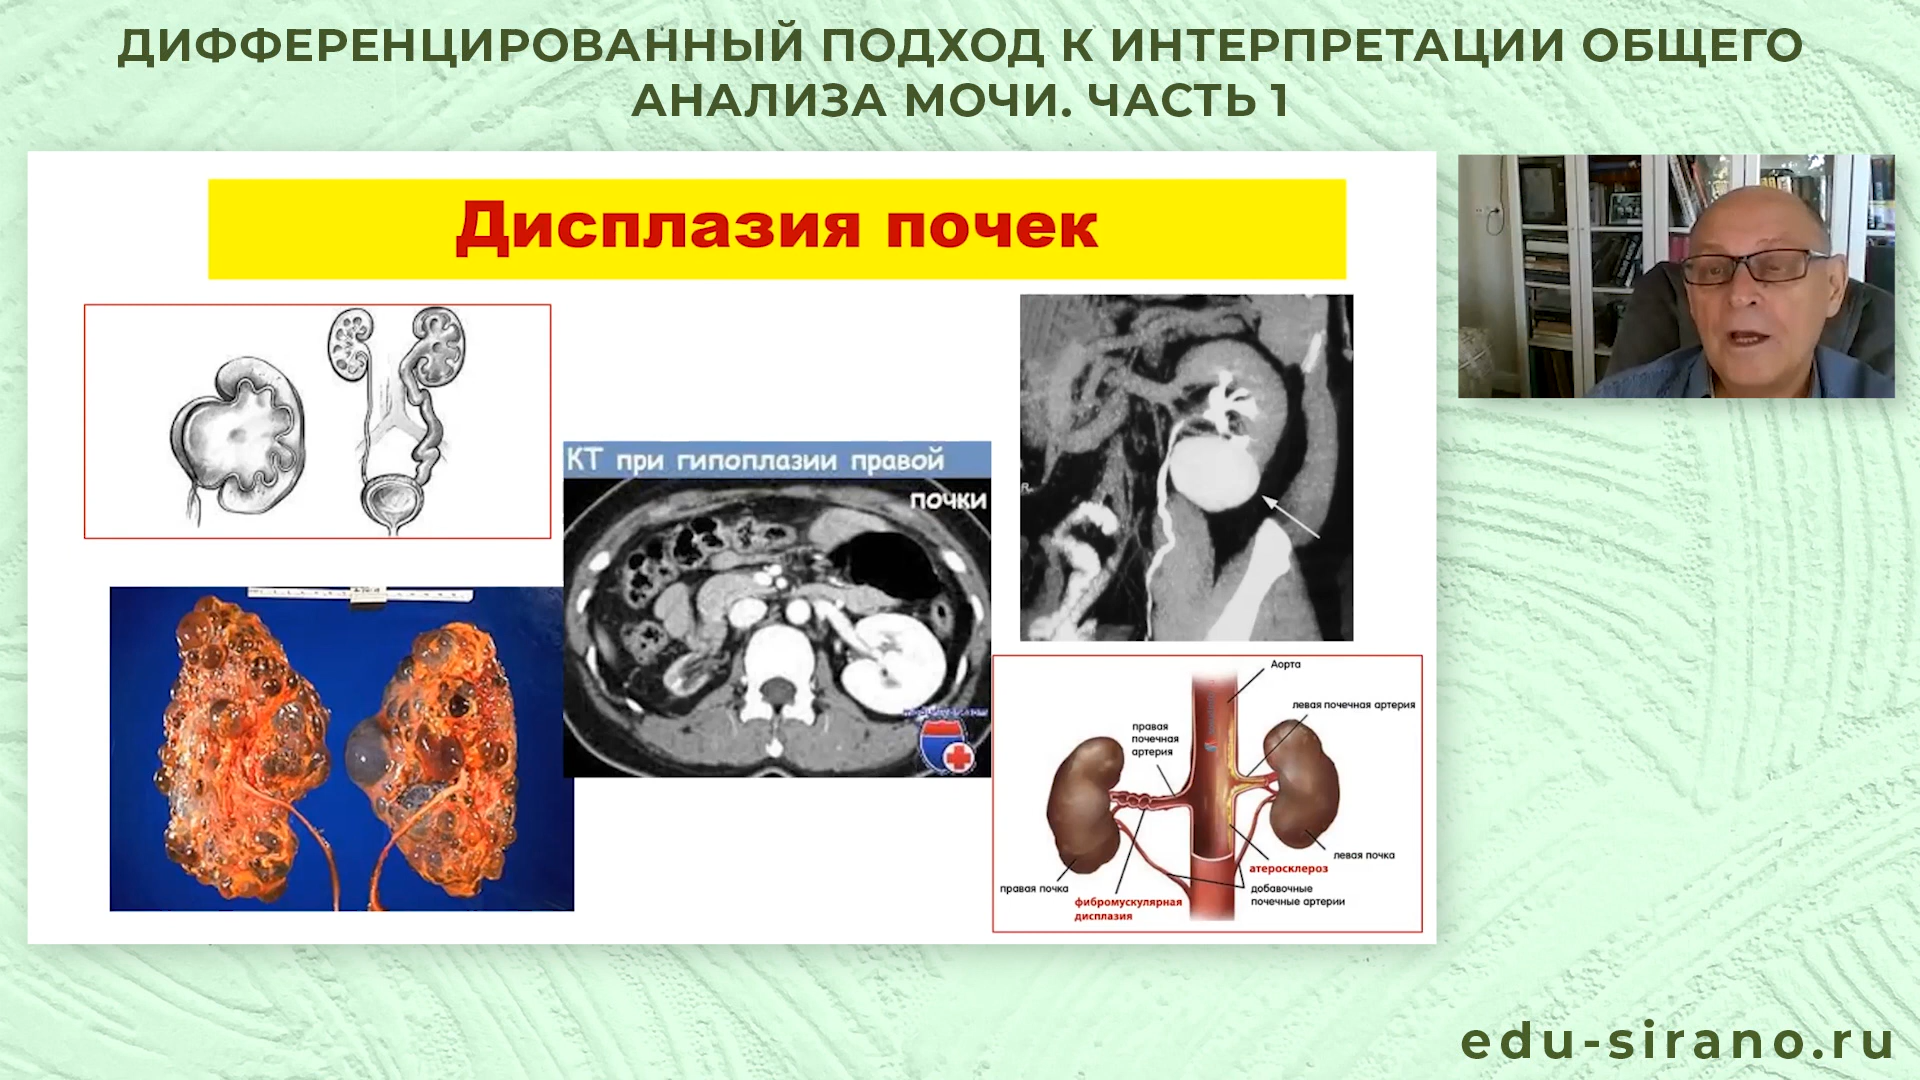 ДИФФЕРЕНЦИРОВАННЫЙ ПОДХОД К ИНТЕРПРЕТАЦИИ ОБЩЕГО
АНАЛИЗА МОЧИ. ЧАСТЬ 1
Дисплазия почек
КТ при гипоплазии правой
почки
R
Аорта
левая почечная артерия
правая
почечная
артерия
левая почка
атеросклероз
правая почка
добавочные
почечные артерии
фибромускулярная
дисплазия
edu-sirano.ru